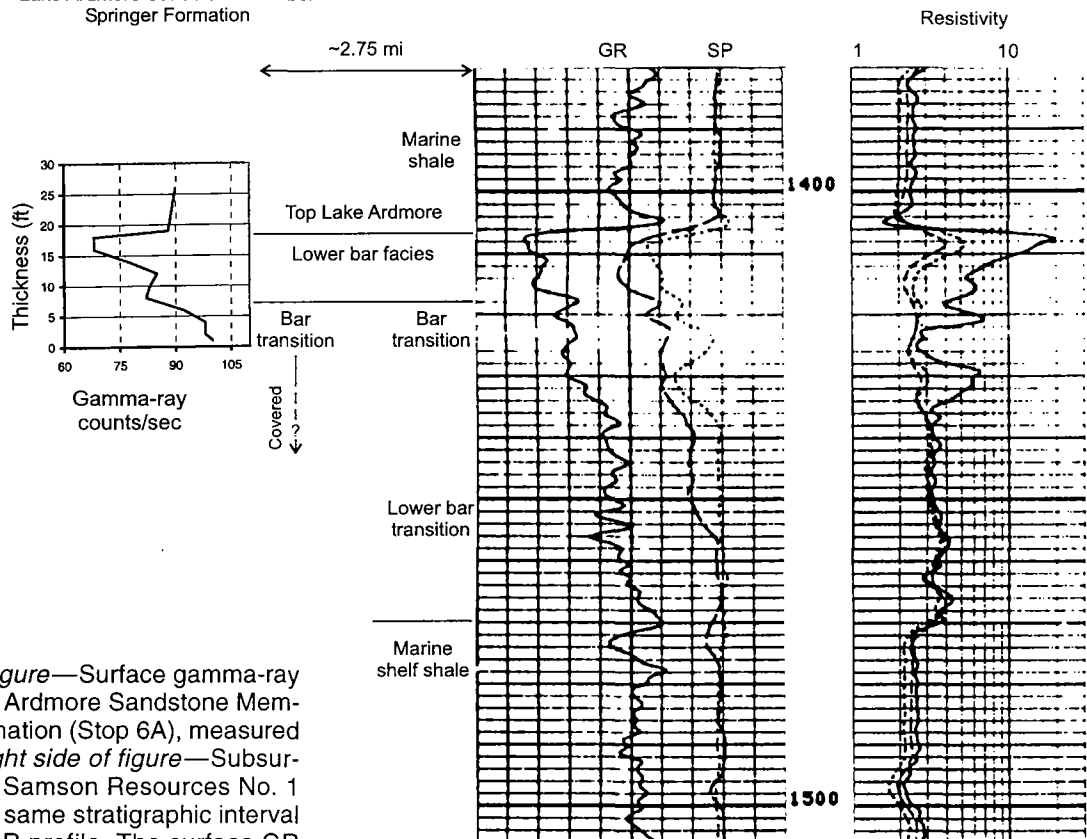 Springer Formation
Resistivity
~2.75 mi
GR
SP
1
10
Marine
shale
1400
30
25
20
15
10
5
0
Thickness (ft)
60
75
90
105
Gamma-ray
counts/sec
Top Lake Ardmore
Lower bar facies
Bar
transition
Bar
transition
Covered
?
Lower bar
transition
Marine
shelf shale
1500
gure—Surface gamma-ray
Ardmore Sandstone Mem-
nation (Stop 6A), measured
ght side of figure—Subsur-
Samson Resources No. 1
same stratigraphic interval
R profile. The surface GR